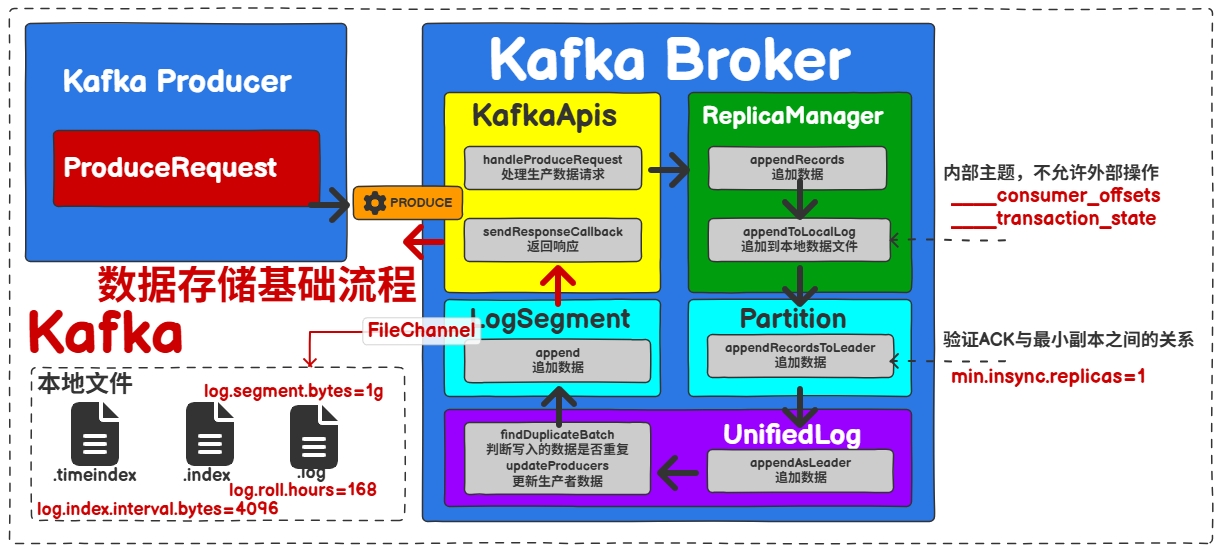 Kafka Producer
ProduceRequest
PRODUCE
数据存储基础流程
Kafka
Kafka Broker
KafkaApis
handleProduceRequest
处理生产数据请求
sendResponseCallback
返回响应
ReplicaManager
appendRecords
追加数据
appendToLocalLog
追加到本地数据文件
内部主题，不允许外部操作
__consumer_offsets
__transaction_state
LogSegment
append
追加数据
Partition
appendRecordsToLeader
追加数据
验证ACK与最小副本之间的关系
min.insync.replicas=1
UnifiedLog
appendAsLeader
追加数据
findDuplicateBatch
判断写入的数据是否重复
updateProducers
更新生产者数据
FileChannel
本地文件
log.segment.bytes=1g
.timeindex
.index
.log
log.roll.hours=168
log.index.interval.bytes=4096